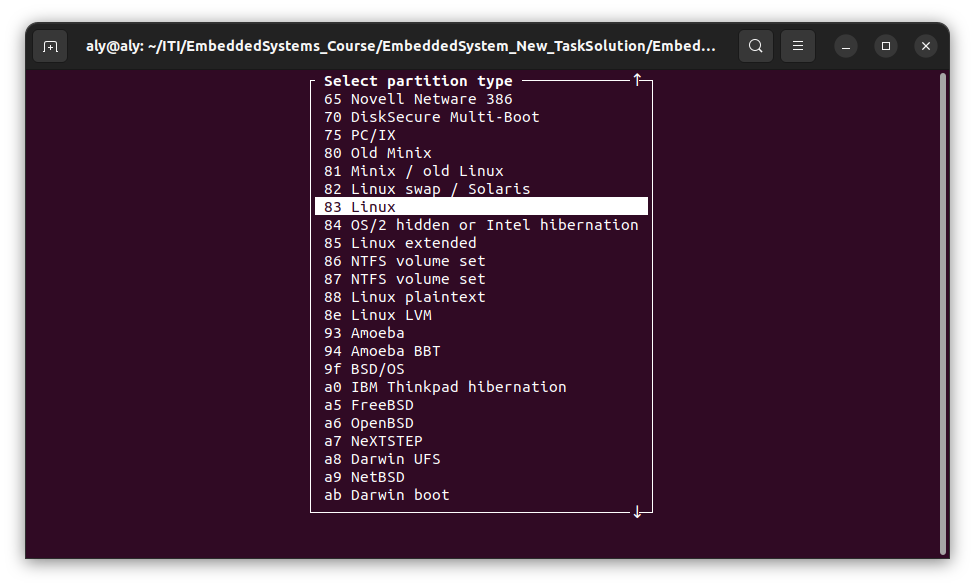 aly@aly: ~/ITI/EmbeddedSystems_Course/EmbeddedSystem_New_TaskSolution/Embed...
Select partition type
65 Novell Netware 386
70 DiskSecure Multi-Boot
75 PC/IX
80 Old Minix
81 Minix / old Linux
82 Linux swap / Solaris
83 Linux
84 OS/2 hidden or Intel hibernation
85 Linux extended
86 NTFS volume set
87 NTFS volume set
88 Linux plaintext
8e Linux LVM
93 Amoeba
94 Amoeba BBT
9f BSD/OS
a0 IBM Thinkpad hibernation
a5 FreeBSD
a6 OpenBSD
a7 NeXTSTEP
a8 Darwin UFS
a9 NetBSD
ab Darwin boot